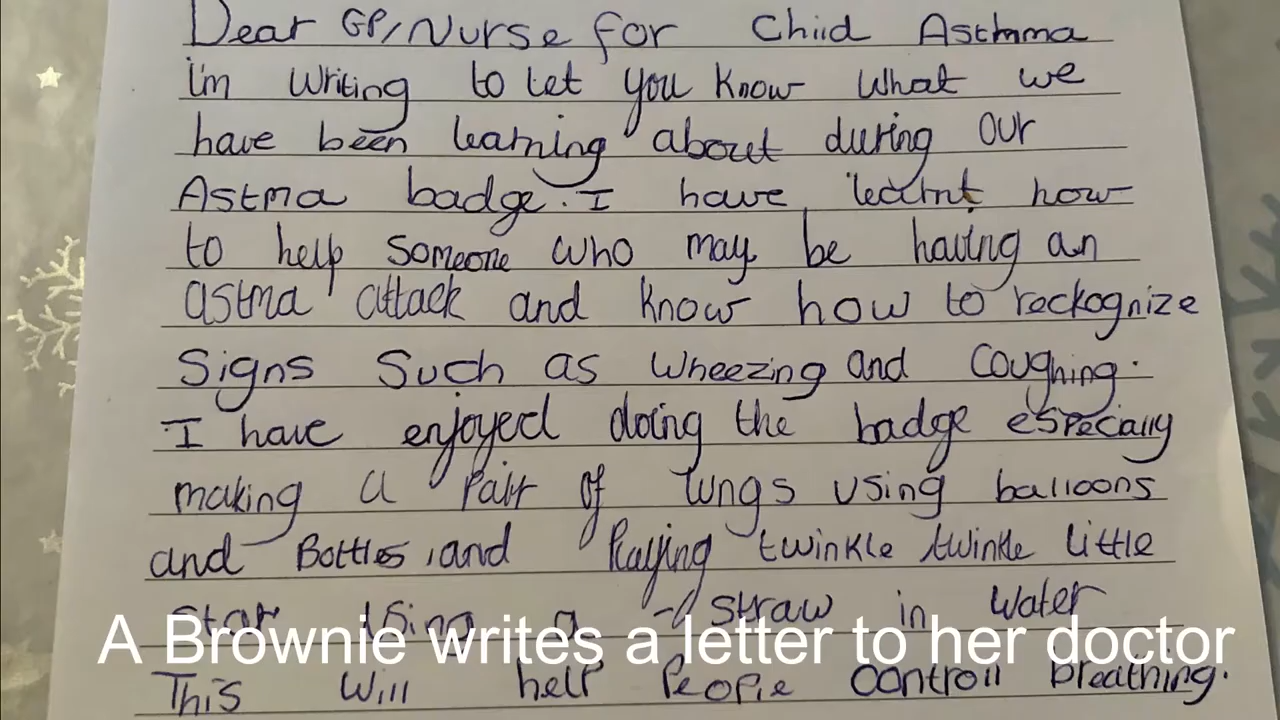 Dear GP/Nurse for Chiid Asthma
I'm writing to let you know what we
have been learning about during our
Astma badge. I have learnt how
to help someone who may be having an
astma attack and know how to reckognize
Signs Such as wheezing and Coughing.
I have enjoyed doing the badge especially
making a Pair of lungs using balloons
and Bottles, and Playing twinkle twinkle little
Star using a straw in water
A Brownie writes a letter to her doctor
This will help People controll breathing.